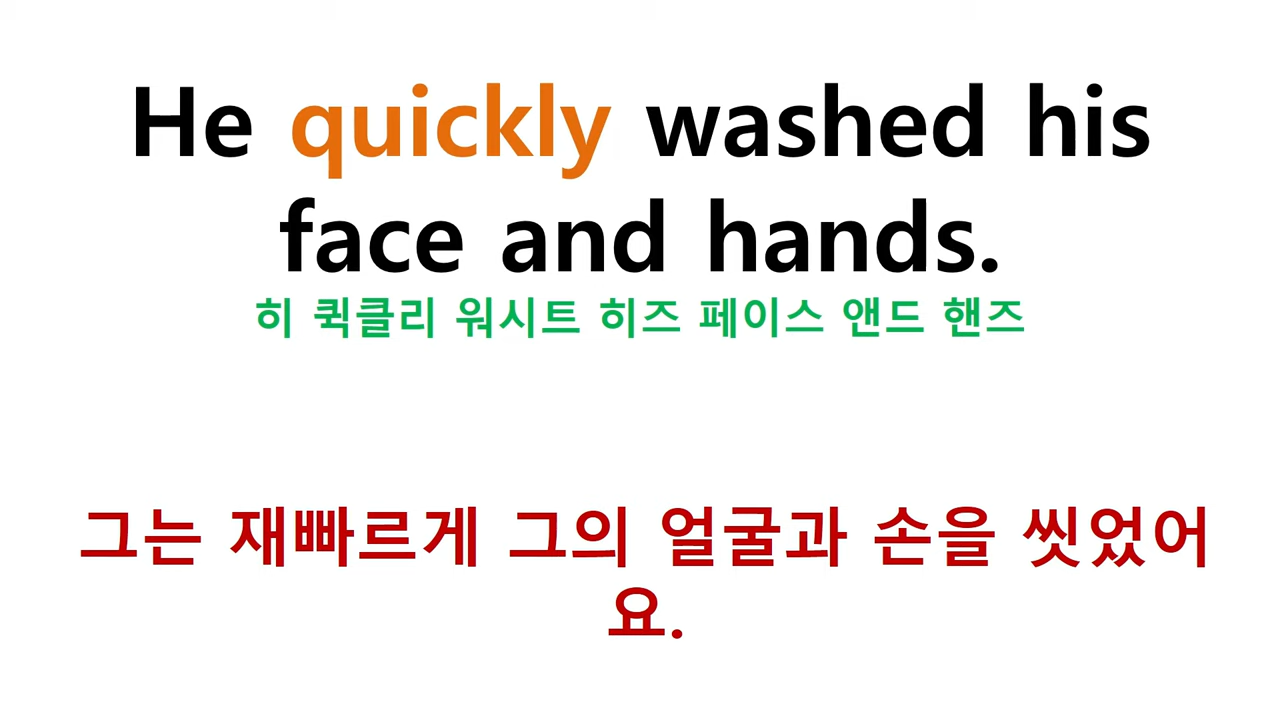 He quickly washed his
face and hands.
히 퀵클리 워시트 히즈 페이스 앤드 핸즈
그는 재빠르게 그의 얼굴과 손을 씻었어
요.